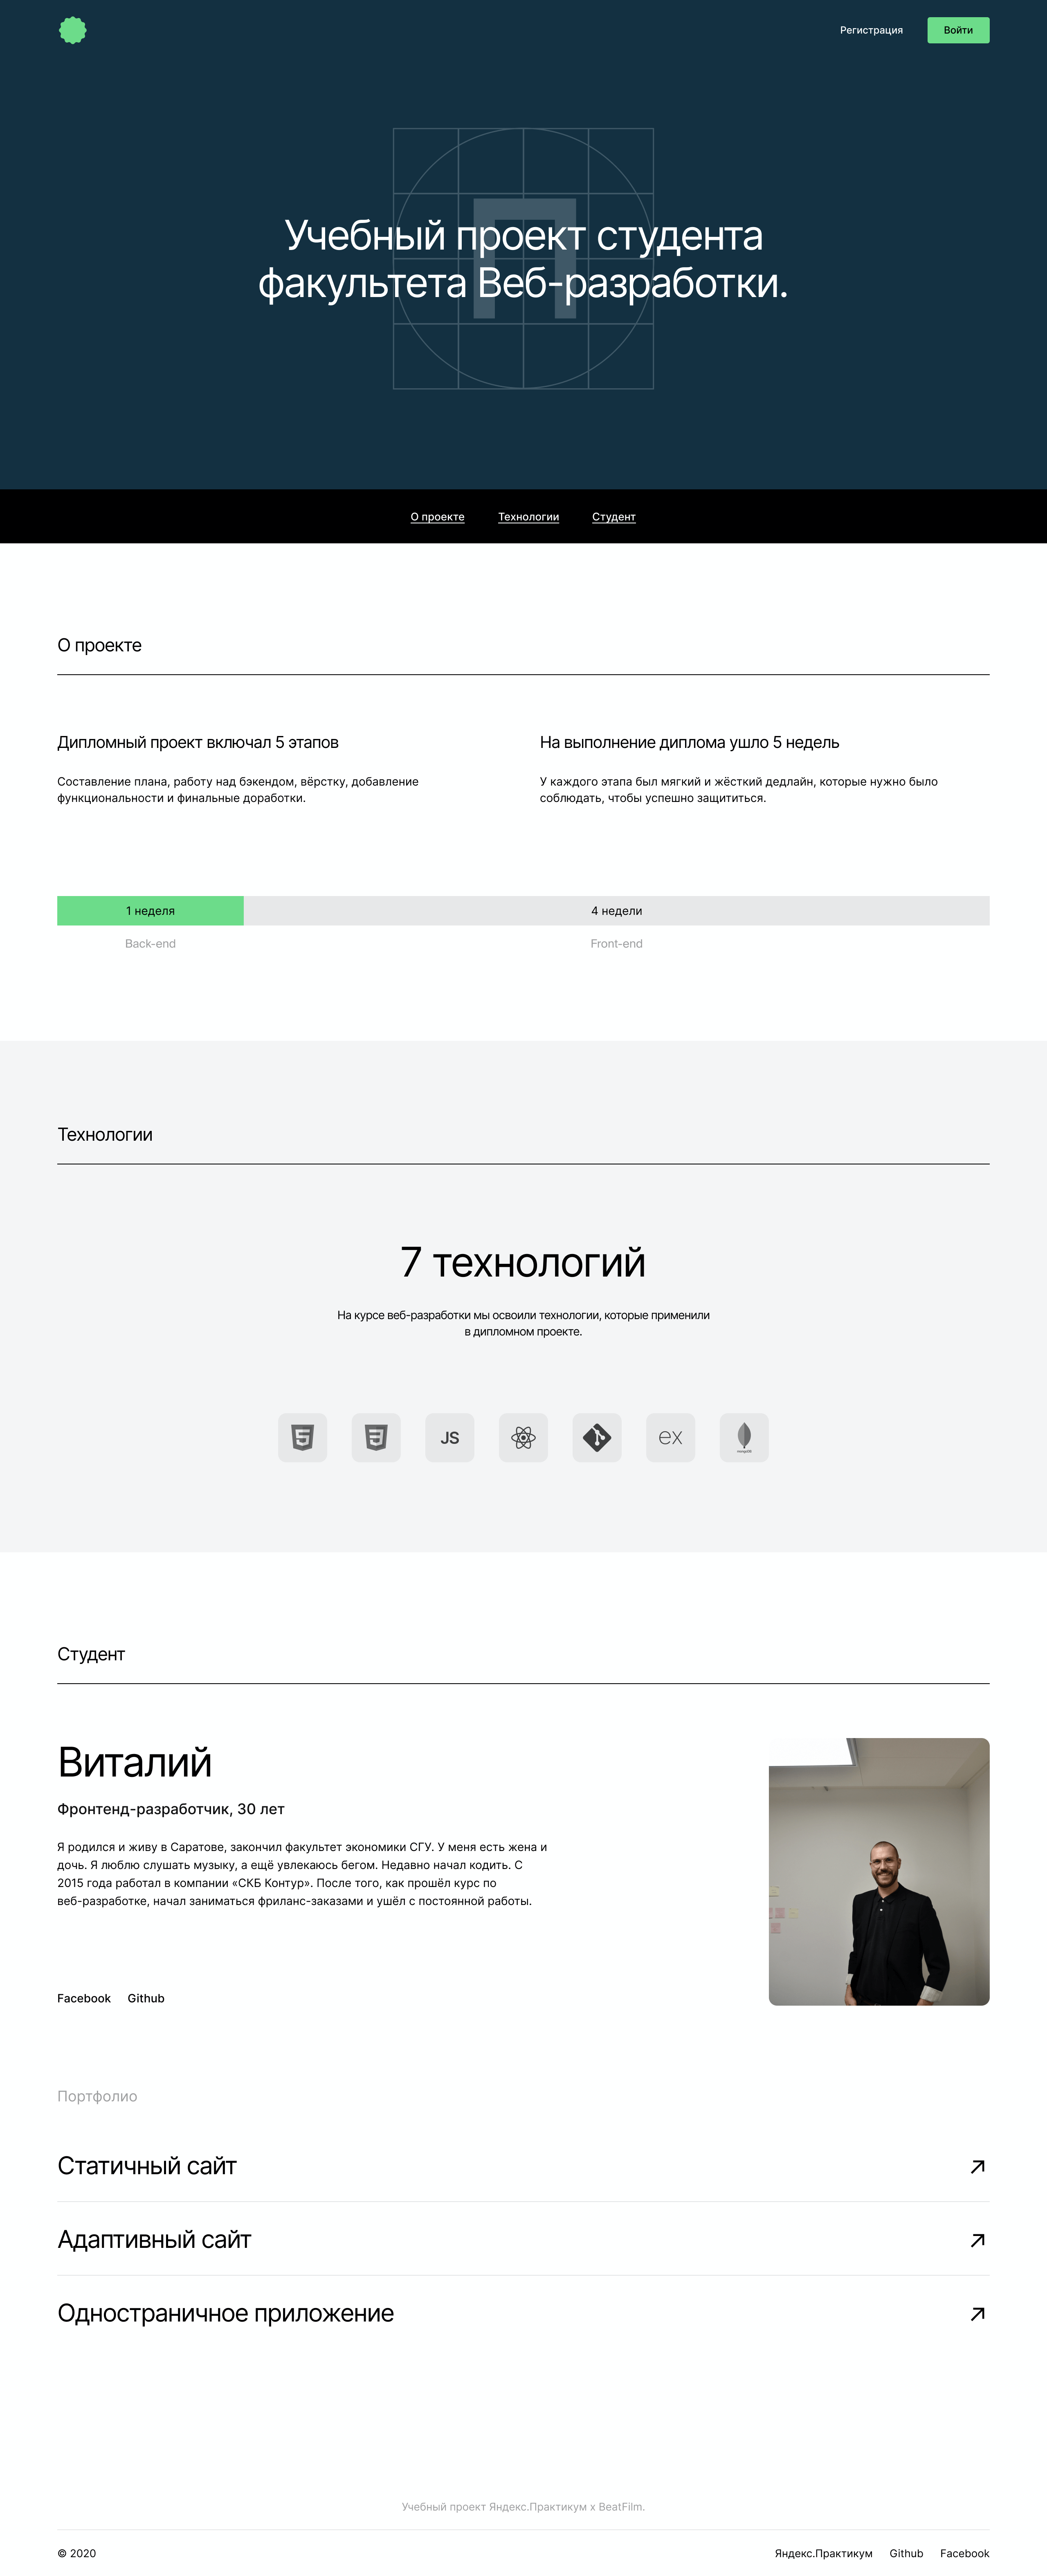 Регистрация
Войти
П
Учебный проект студента
факультета Веб-разработки.
О проекте
Технологии
Студент
О проекте
Дипломный проект включал 5 этапов
Составление плана, работу над бэкендом, вёрстку, добавление
функциональности и финальные доработки.
На выполнение диплома ушло 5 недель
У каждого этапа был мягкий и жёсткий дедлайн, которые нужно было
соблюдать, чтобы успешно защититься.
1 неделя
4 недели
Back-end
Front-end
Технологии
7 технологий
На курсе веб-разработки мы освоили технологии, которые применили
в дипломном проекте.
5
3
JS
ex
mongoDB
Студент
Виталий
Фронтенд-разработчик, 30 лет
Я родился и живу в Саратове, закончил факультет экономики СГУ. У меня есть жена и
дочь. Я люблю слушать музыку, а ещё увлекаюсь бегом. Недавно начал кодить. С
2015 года работал в компании «СКБ Контур». После того, как прошёл курс по
веб-разработке, начал заниматься фриланс-заказами и ушёл с постоянной работы.
Facebook
Github
Портфолио
Статичный сайт
Адаптивный сайт
Одностраничное приложение
Учебный проект Яндекс.Практикум х BeatFilm.
© 2020
Яндекс.Практикум
Github
Facebook